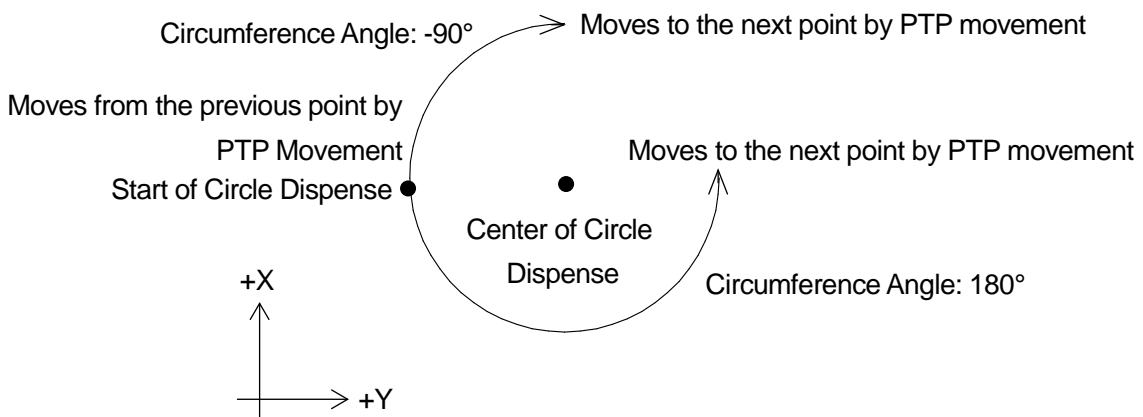 Circumference Angle: -90°
Moves to the next point by PTP movement
Moves from the previous point by
PTP Movement
Start of Circle Dispense
Moves to the next point by PTP movement
Center of Circle
Dispense
Circumference Angle: 180°
+X
+Y